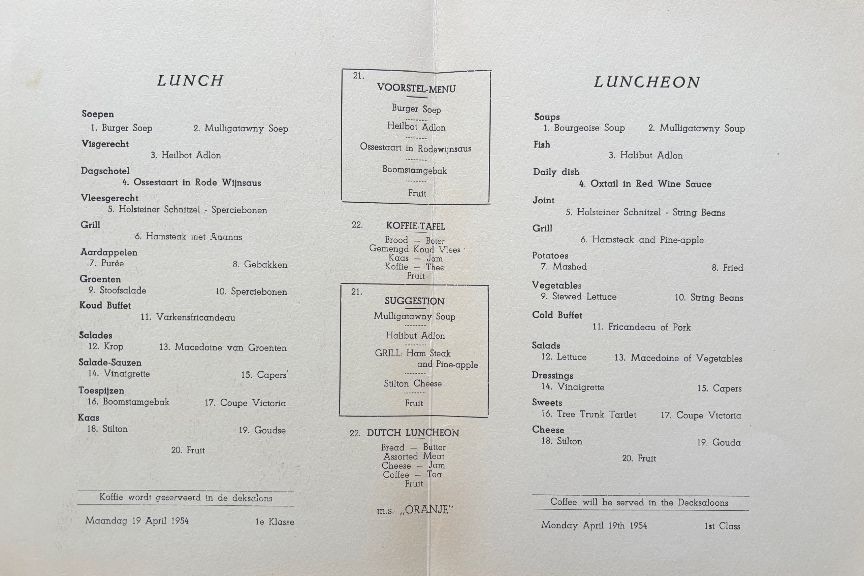 LUNCH
Soepen
1. Burger Soep 2. Mulligatawny Soep
Visgerecht
3. Heilbot Adlon
Dagschotel
4. Ossestaart in Rode Wijnsaus
Vleesgerecht
5. Holsteiner Schnitzel - Sperciebonen
Grill
6. Hamsteak met Ananas
Aardappelen
7. Purée 8. Gebakken
Groenten
9. Stoofsalade 10. Sperciebonen
Koud Buffet
11. Varkensfricandeau
Salades
12. Krop 13. Macedoine van Groenten
Salade-Sauzen
14. Vinaigrette 15. Capers
Toespijzen
16. Boomstamgebak 17. Coupe Victoria
Kaas
18. Stilton 19. Goudse
20. Fruit
Koffie wordt geserveerd in de deksalons
Maandag 19 April 1954 1e Klasse
21.
VOORSTEL-MENU
Burger Soep
Heilbot Adlon
Ossestaart in Rodewijnsaus
Boomstamgebak
Fruit
22. KOFFIE-TAFEL
Brood — Boter
Gemengd Koud Vlees
Kaas — Jam
Koffie — Thee
Fruit
21.
SUGGESTION
Mulligatawny Soup
Halibut Adlon
GRILL: Ham Steak
and Pine-apple
Stilton Cheese
Fruit
22. DUTCH LUNCHEON
Bread — Butter
Assorted Meat
Cheese — Jam
Coffee — Tea
Fruit
m.s. „ORANJE"
LUNCHEON
Soups
1. Bourgeoise Soup 2. Mulligatawny Soup
Fish
3. Halibut Adlon
Daily dish
4. Oxtail in Red Wine Sauce
Joint
5. Holsteiner Schnitzel - String Beans
Grill
6. Hamsteak and Pine-apple
Potatoes
7. Mashed 8. Fried
Vegetables
9. Stewed Lettuce 10. String Beans
Cold Buffet
11. Fricandeau of Pork
Salads
12. Lettuce 13. Macedoine of Vegetables
Dressings
14. Vinaigrette 15. Capers
Sweets
16. Tree Trunk Tartlet 17. Coupe Victoria
Cheese
18. Stilton 19. Gouda
20. Fruit
Coffee will be served in the Decksaloons
Monday April 19th 1954 1st Class